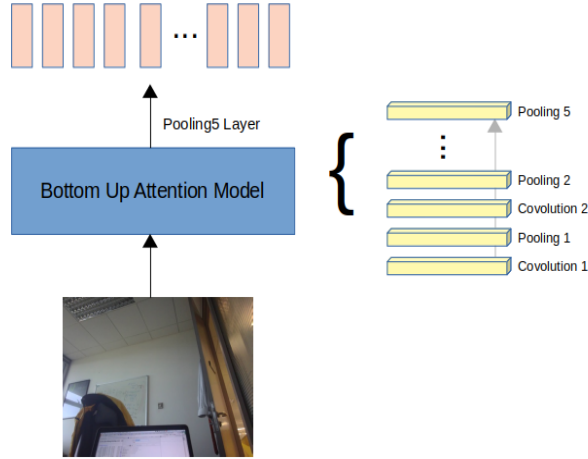 ...
Pooling5 Layer
Bottom Up Attention Model
{
Pooling 5
⋮
Pooling 2
Covolution 2
Pooling 1
Covolution 1